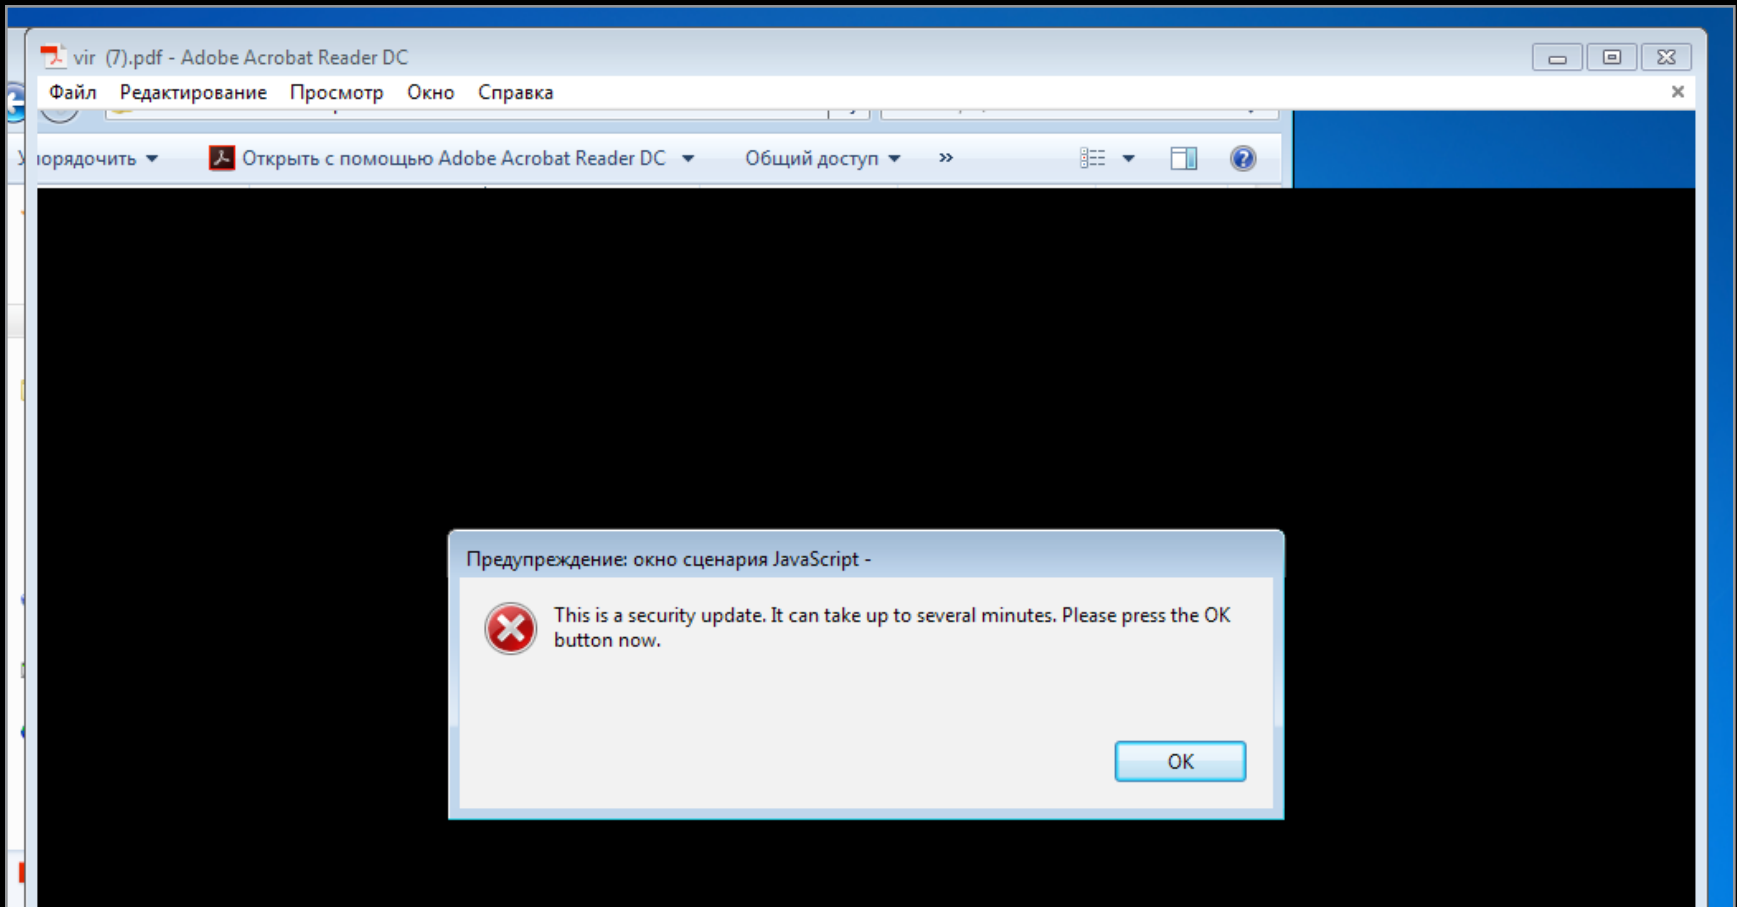 vir (7).pdf - Adobe Acrobat Reader DC
Файл Редактирование Просмотр Окно Справка
порядочить Открыть с помощью Adobe Acrobat Reader DC Общий доступ »
Предупреждение: окно сценария JavaScript -
This is a security update. It can take up to several minutes. Please press the OK
button now.
OK